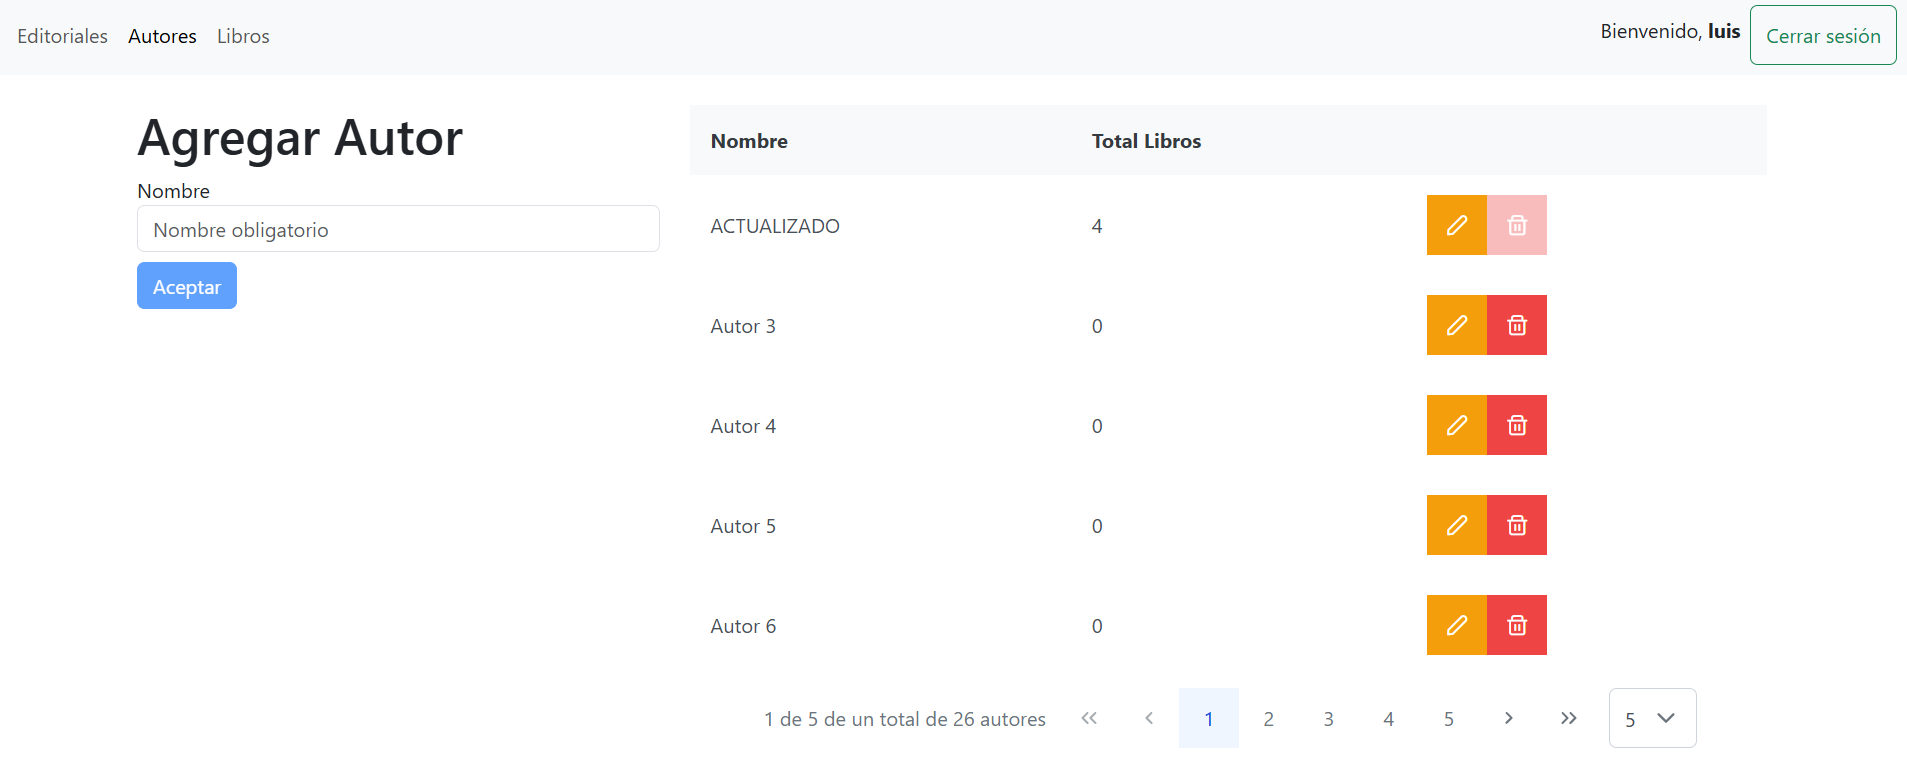 Editoriales Autores Libros Bienvenido, luis Cerrar sesión
Agregar Autor
Nombre
Nombre obligatorio
Aceptar
Nombre Total Libros
ACTUALIZADO 4
Autor 3 0
Autor 4 0
Autor 5 0
Autor 6 0
1 de 5 de un total de 26 autores 1 2 3 4 5 5